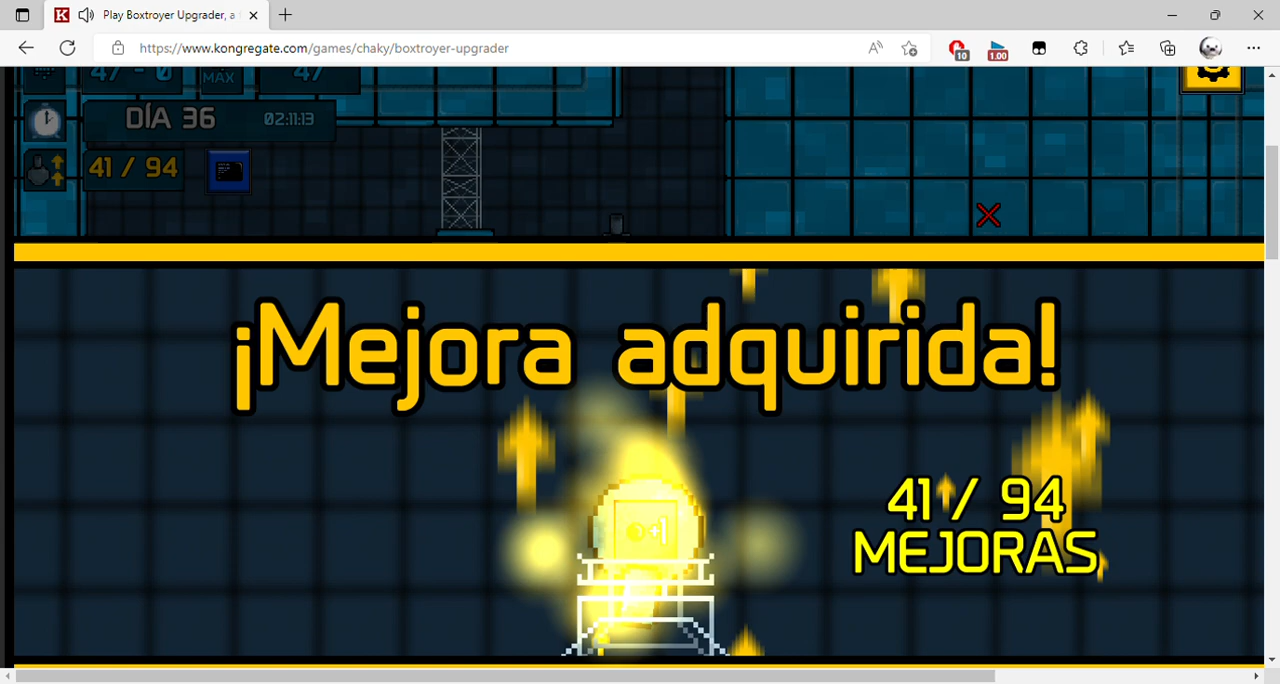 Play Boxtroyer Upgrader, a
https://www.kongregate.com/games/chaky/boxtroyer-upgrader
10
1.00
47 - 0
MAX
47
DÍA 36
02:11:13
41 / 94
¡Mejora adquirida!
+1
41 / 94
MEJORAS